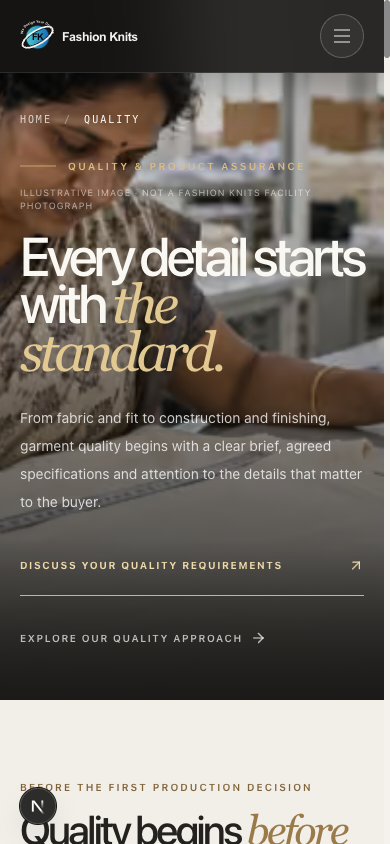 FK
Fashion Knits
HOME / QUALITY
QUALITY & PRODUCT ASSURANCE
ILLUSTRATIVE IMAGE · NOT A FASHION KNITS FACILITY
PHOTOGRAPH
Every detail starts
with the
standard.
From fabric and fit to construction and finishing,
garment quality begins with a clear brief, agreed
specifications and attention to the details that matter
to the buyer.
DISCUSS YOUR QUALITY REQUIREMENTS
EXPLORE OUR QUALITY APPROACH
BEFORE THE FIRST PRODUCTION DECISION
N
Quality begins before